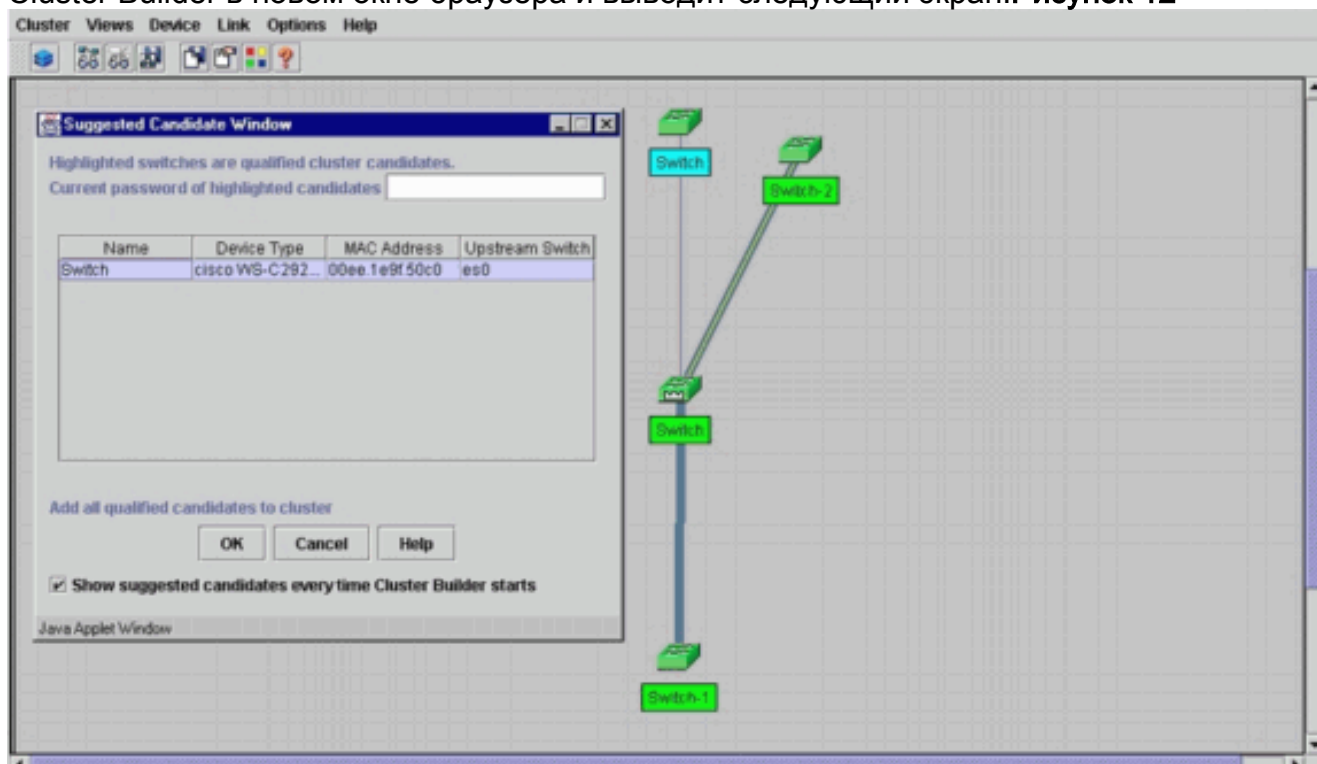 Cluster Builder в новом окне браузера и выводит следующий экран.
Рисунок 12
Cluster Views Device Link Options Help
Suggested Candidate Window
Highlighted switches are qualified cluster candidates.
Current password of highlighted candidates
Name Device Type MAC Address Upstream Switch
Switch cisco WS-C292... 00ee.1e9f.50c0 es0
Add all qualified candidates to cluster
OK Cancel Help
Show suggested candidates every time Cluster Builder starts
Java Applet Window
Switch
Switch-2
Switch
Switch-1